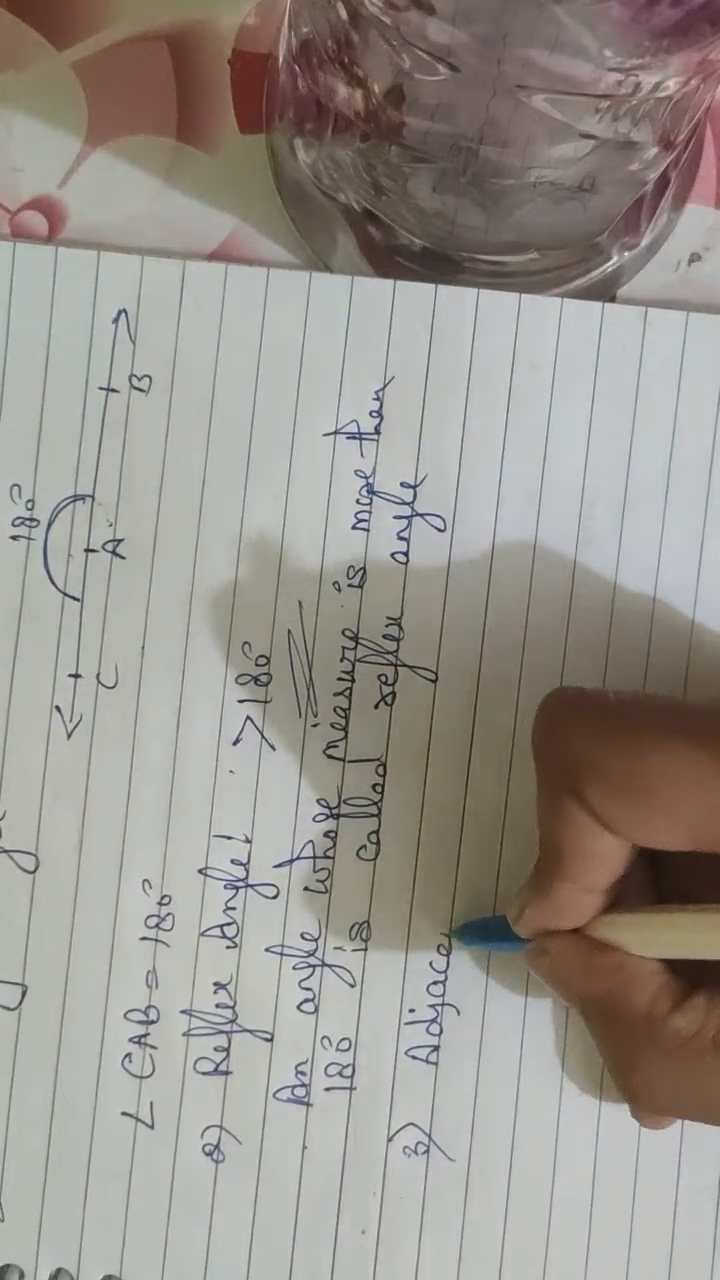 180°
C A B
∠CAB = 180°
2) Reflex Angle! >180°
An angle whose measure is more then
180° is called reflex angle
3) Adjace